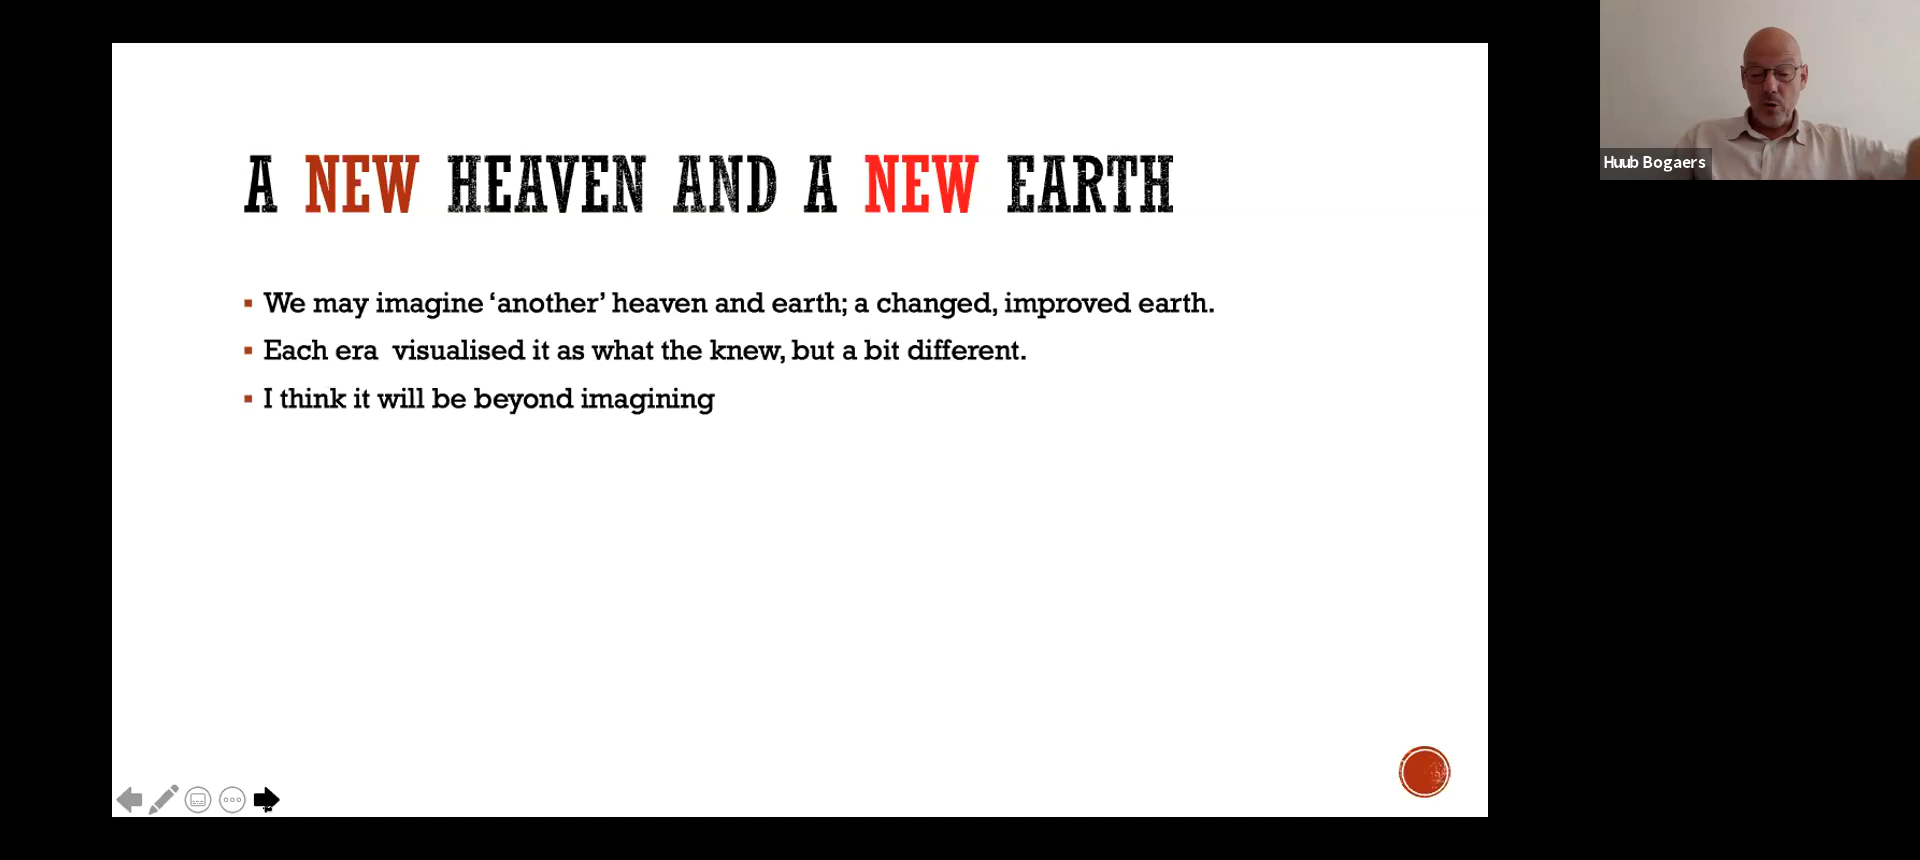 A NEW HEAVEN AND A NEW EARTH
We may imagine ‘another’ heaven and earth; a changed, improved earth.
Each era  visualised it as what the knew, but a bit different.
I think it will be beyond imagining
Huub Bogaers